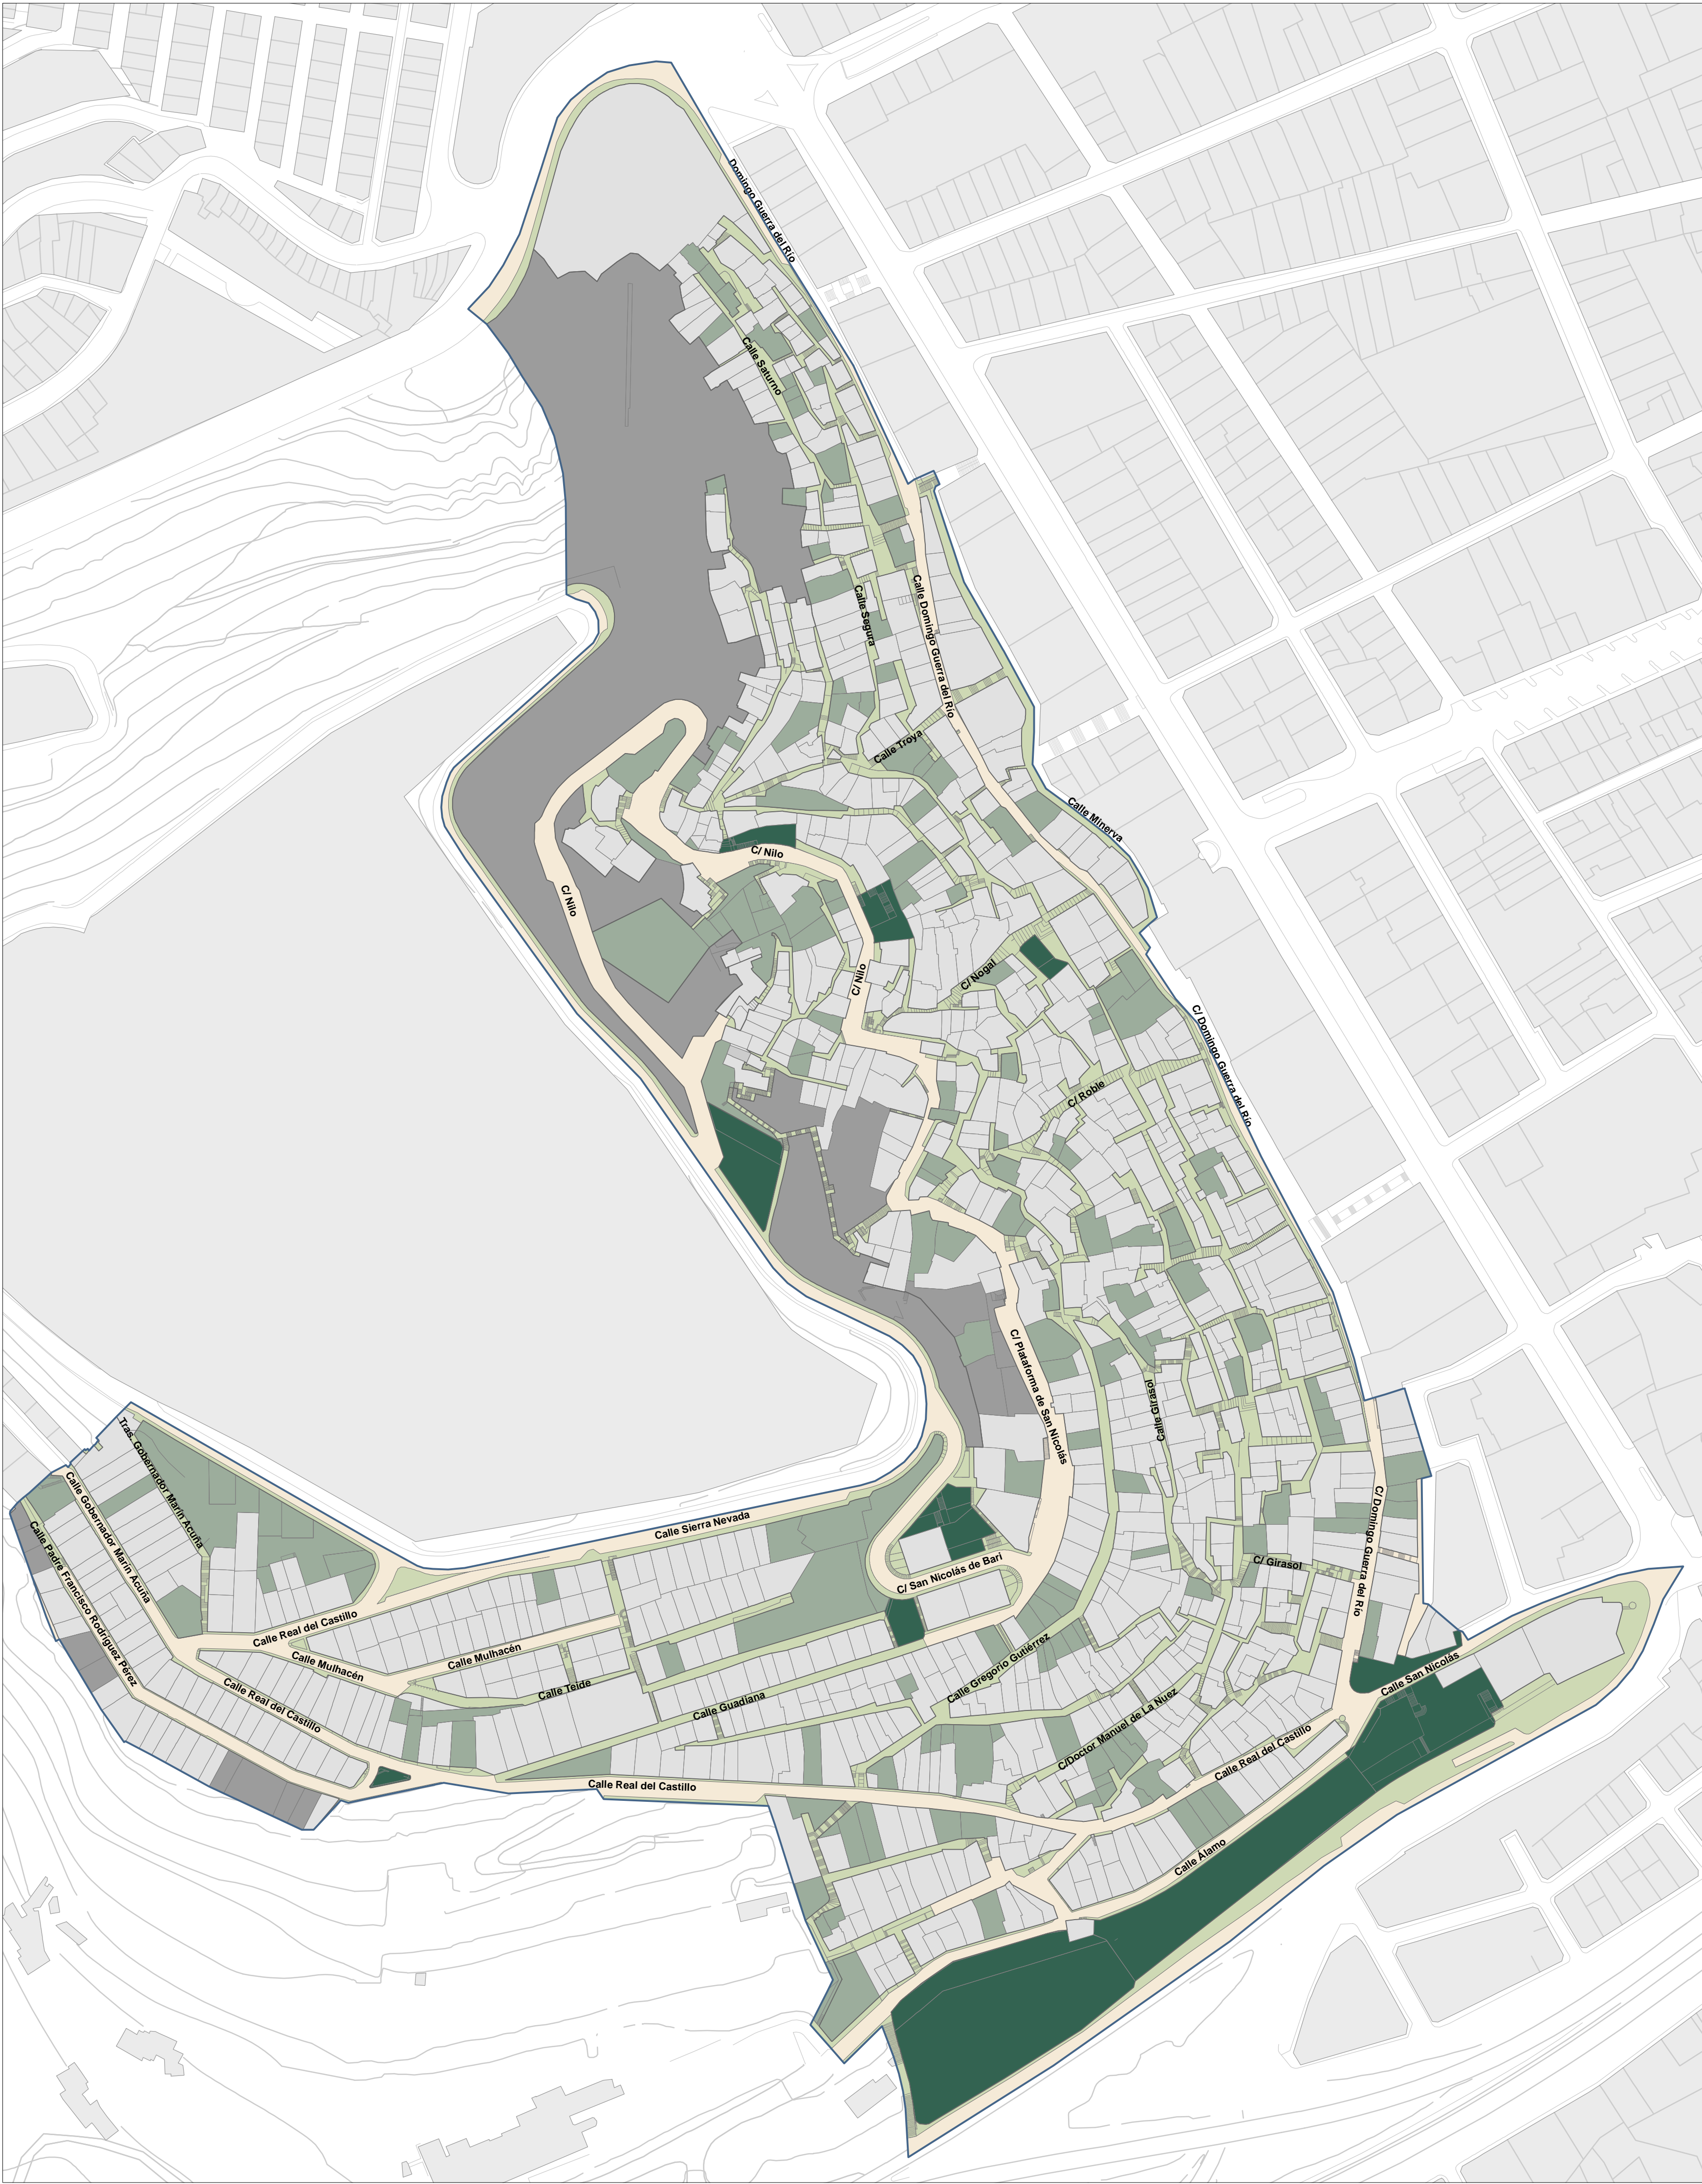 Domingo Guerra del Río
Calle Saturno
Calle Segura
Calle Domingo Guerra del Río
Calle Troya
Calle Minerva
C/ Nilo
C/ Nilo
C/ Nilo
C/ Nogal
C/ Domingo Guerra del Río
C/ Roble
C/ Plataforma de San Nicolás
Calle Girasol
Tras. Gobernador Marín Acuña
Calle Gobernador Marín Acuña
Calle Padre Francisco Rodríguez Pérez
Calle Sierra Nevada
C/ San Nicolás de Bari
C/ Girasol
C/ Domingo Guerra del Río
Calle Real del Castillo
Calle Mulhacén
Calle Mulhacén
Calle Teide
Calle Real del Castillo
Calle Guadiana
Calle Gregorio Gutiérrez
C/Doctor Manuel de La Nuez
Calle San Nicolás
Calle Real del Castillo
Calle Real del Castillo
Calle Álamo